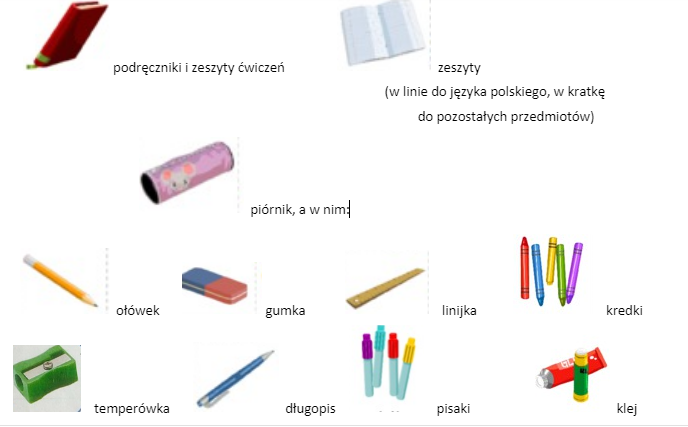 podręczniki i zeszyty ćwiczeń
zeszyty
(w linie do języka polskiego, w kratkę
do pozostałych przedmiotów)
piórnik, a w nim:
ołówek
gumka
linijka
kredki
temperówka
długopis
pisaki
klej